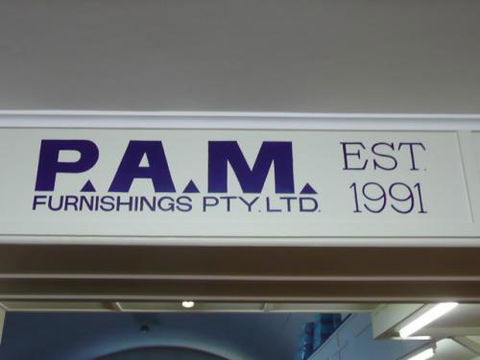 P.A.M.
FURNISHINGS PTY. LTD.
EST.
1991